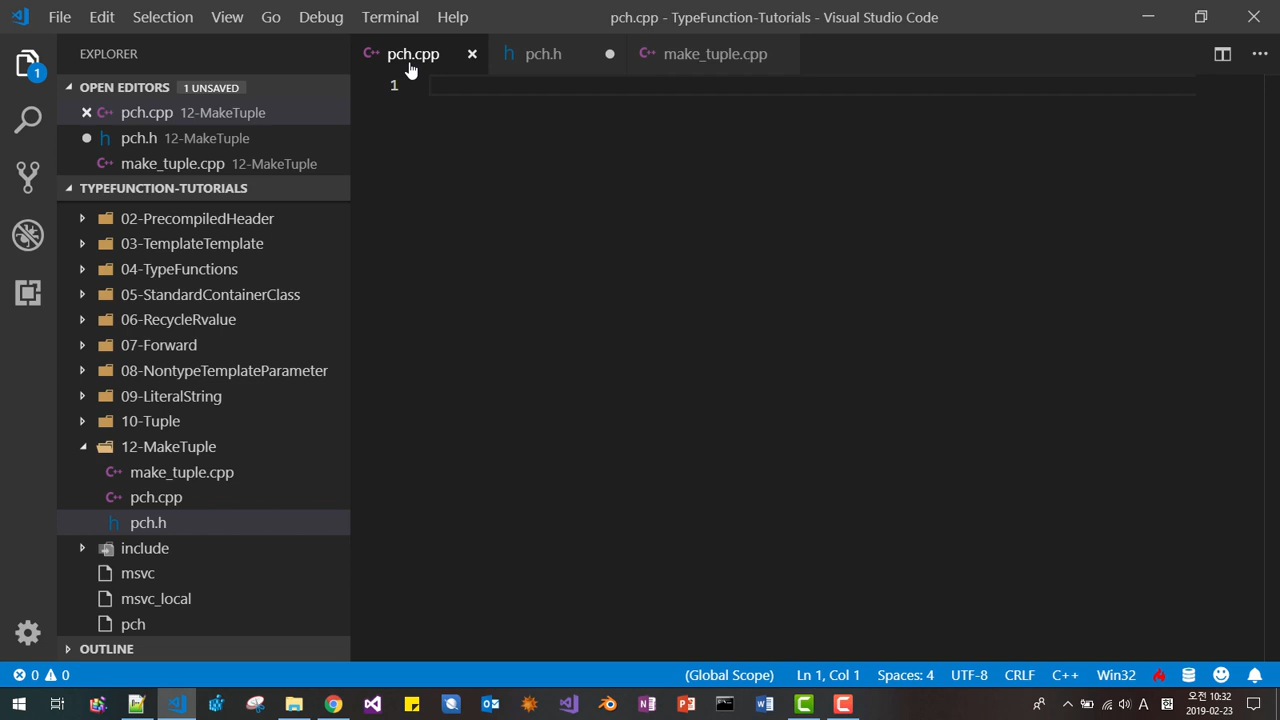 File Edit Selection View Go Debug Terminal Help pch.cpp - TypeFunction-Tutorials - Visual Studio Code
EXPLORER
pch.cpp
pch.h
make_tuple.cpp
1
OPEN EDITORS 1 UNSAVED
pch.cpp 12-MakeTuple
pch.h 12-MakeTuple
make_tuple.cpp 12-MakeTuple
TYPEFUNCTION-TUTORIALS
02-PrecompiledHeader
03-TemplateTemplate
04-TypeFunctions
05-StandardContainerClass
06-RecycleRvalue
07-Forward
08-NontypeTemplateParameter
09-LiteralString
10-Tuple
12-MakeTuple
make_tuple.cpp
pch.cpp
pch.h
include
msvc
msvc_local
pch
OUTLINE
1
0 0 (Global Scope) Ln 1, Col 1 Spaces: 4 UTF-8 CRLF C++ Win32
A 오전 10:32
2019-02-23